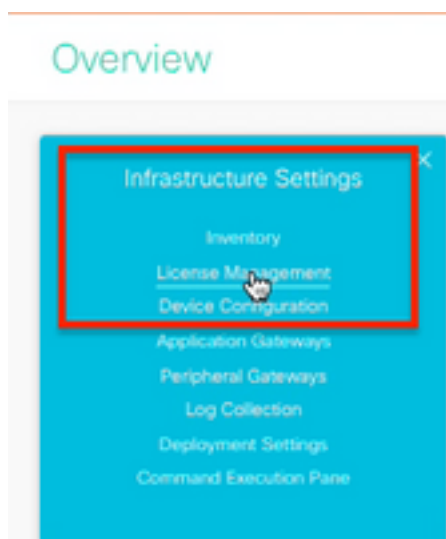 Overview
Infrastructure Settings
Inventory
License Management
Device Configuration
Application Gateways
Peripheral Gateways
Log Collection
Deployment Settings
Command Execution Pane